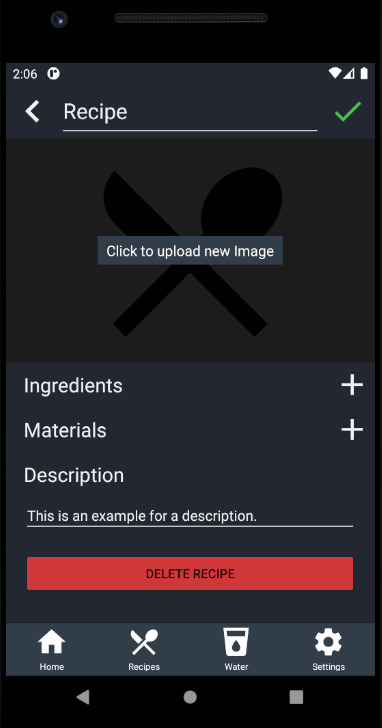 2:06
Recipe
Click to upload new Image
Ingredients
Materials
Description
This is an example for a description.
DELETE RECIPE
Home Recipes Water Settings